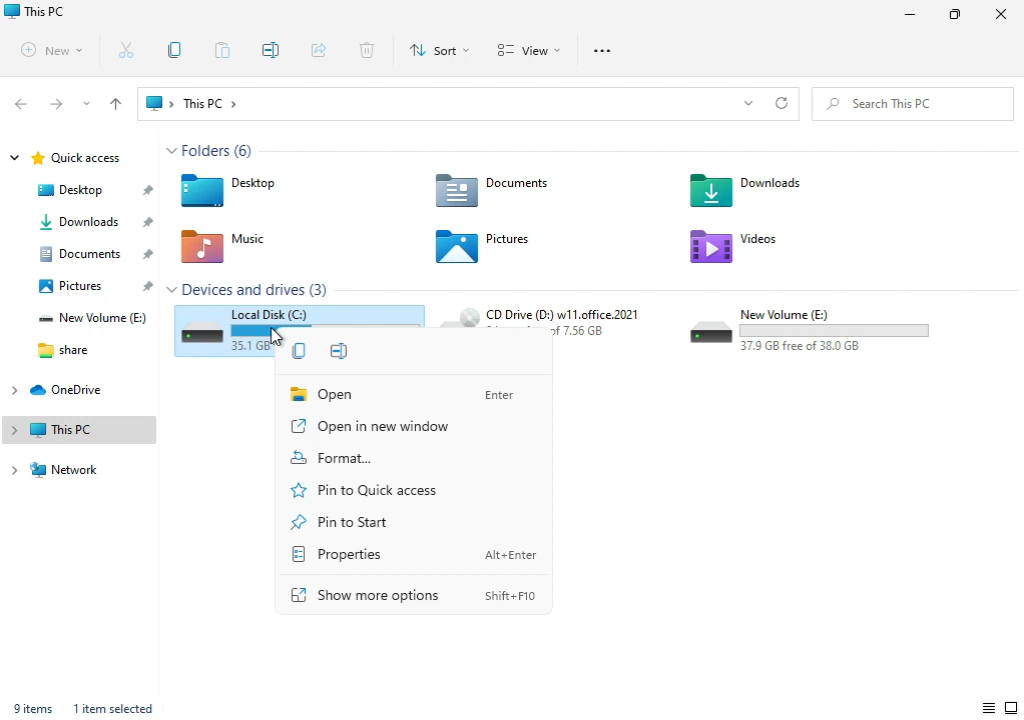 This PC
New
Sort
View
This PC
Search This PC
Quick access
Desktop
Downloads
Documents
Pictures
New Volume (E:)
share
OneDrive
This PC
Network
Folders (6)
Desktop
Documents
Downloads
Music
Pictures
Videos
Devices and drives (3)
Local Disk (C:)
35.1 GB
CD Drive (D:) w11.office.2021
of 7.56 GB
New Volume (E:)
37.9 GB free of 38.0 GB
Open Enter
Open in new window
Format...
Pin to Quick access
Pin to Start
Properties Alt+Enter
Show more options Shift+F10
9 items 1 item selected